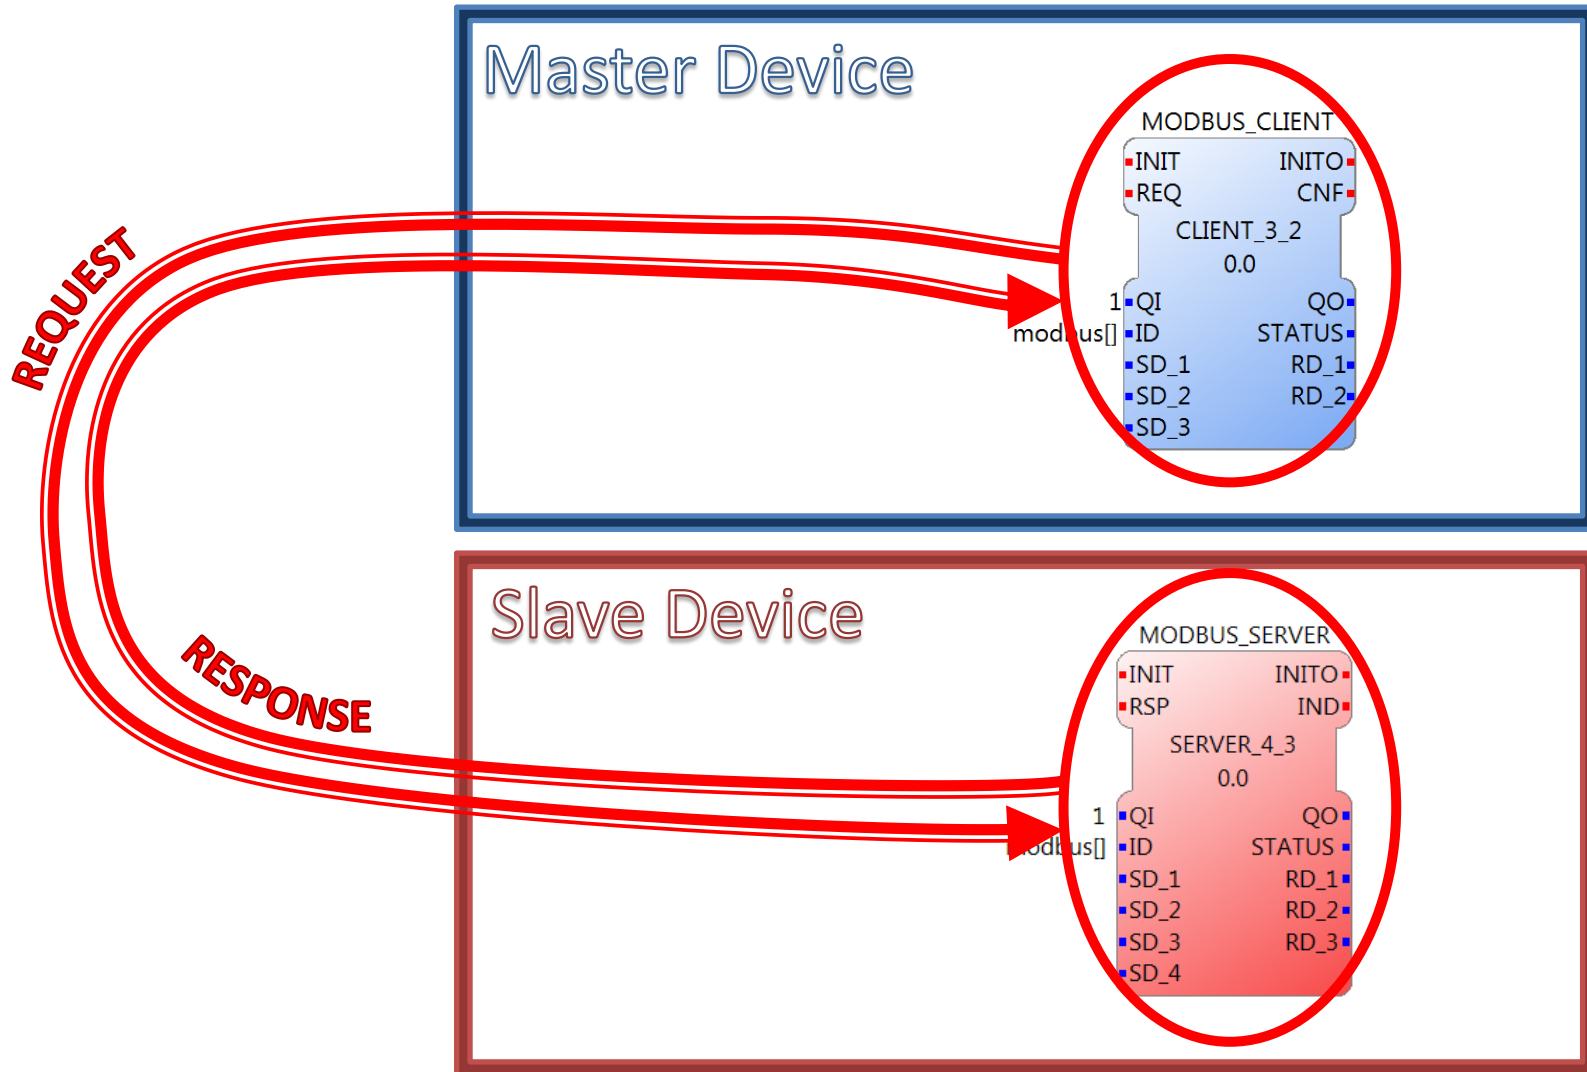 Master Device
MODBUS_CLIENT
INIT INITO
REQ CNF
CLIENT_3_2
0.0
1 QI QO
modbus[] ID STATUS
SD_1 RD_1
SD_2 RD_2
SD_3
REQUEST
RESPONSE
Slave Device
MODBUS_SERVER
INIT INITO
RSP IND
SERVER_4_3
0.0
1 QI QO
modbus[] ID STATUS
SD_1 RD_1
SD_2 RD_2
SD_3 RD_3
SD_4